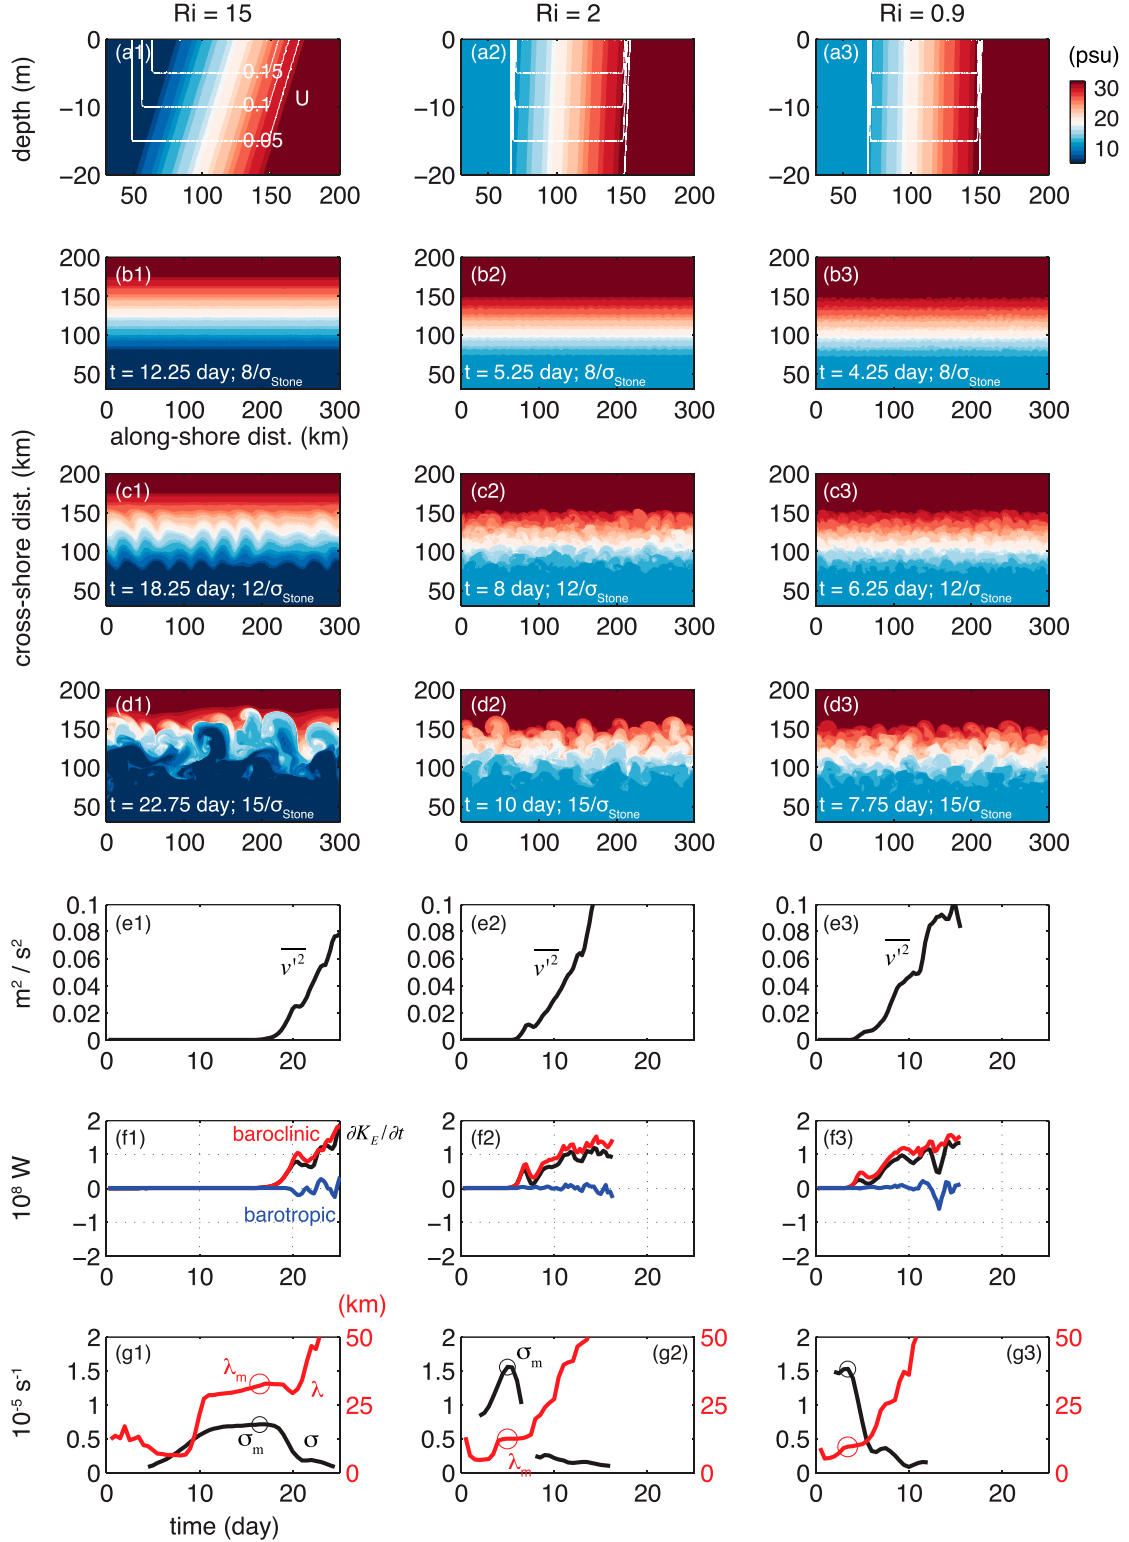 Ri = 15 Ri = 2 Ri = 0.9
(a1) (a2) (a3) (psu)
0 0 0
depth (m) −10 −10 −10
−20 −20 −20
0.15
0.1
0.05
U
30
20
10
50 100 150 200 50 100 150 200 50 100 150 200
(b1) (b2) (b3)
200 200 200
150 150 150
100 100 100
50 50 50
t = 12.25 day; 8/σStone t = 5.25 day; 8/σStone t = 4.25 day; 8/σStone
0 100 200 300 0 100 200 300 0 100 200 300
along-shore dist. (km)
cross-shore dist. (km)
(c1) (c2) (c3)
200 200 200
150 150 150
100 100 100
50 50 50
t = 18.25 day; 12/σStone t = 8 day; 12/σStone t = 6.25 day; 12/σStone
0 100 200 300 0 100 200 300 0 100 200 300
(d1) (d2) (d3)
200 200 200
150 150 150
100 100 100
50 50 50
t = 22.75 day; 15/σStone t = 10 day; 15/σStone t = 7.75 day; 15/σStone
0 100 200 300 0 100 200 300 0 100 200 300
(e1) (e2) (e3)
m² / s²
0.1 0.1 0.1
0.08 0.08 0.08
0.06 0.06 0.06
0.04 0.04 0.04
0.02 0.02 0.02
0 0 0
v'² v'² v'²
0 10 20 0 10 20 0 10 20
(f1) (f2) (f3)
baroclinic ∂K_E/∂t
barotropic
10⁸ W
2 2 2
1 1 1
0 0 0
−1 −1 −1
−2 −2 −2
0 10 20 0 10 20 0 10 20
(km)
(g1) (g2) (g3)
10⁻⁵ s⁻¹
2 50 2 50 2 50
1.5 1.5 1.5
1 25 1 25 1 25
0.5 0.5 0.5
0 0 0 0 0 0
λm λ σm σ
σm λm
0 10 20 0 10 20 0 10 20
time (day)